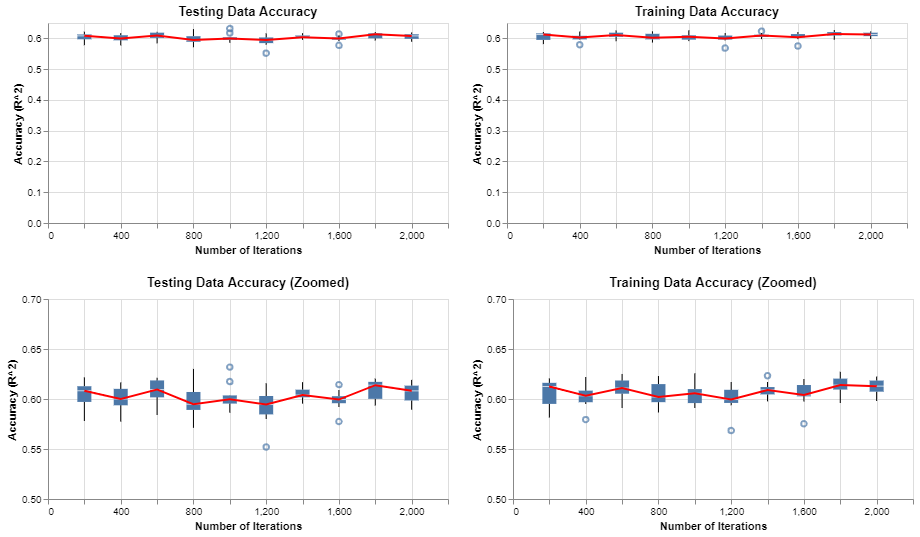 Testing Data Accuracy
Accuracy (R^2)
0.6
0.5
0.4
0.3
0.2
0.1
0.0
0 400 800 1,200 1,600 2,000
Number of Iterations
Training Data Accuracy
Accuracy (R^2)
0.6
0.5
0.4
0.3
0.2
0.1
0.0
0 400 800 1,200 1,600 2,000
Number of Iterations
Testing Data Accuracy (Zoomed)
Accuracy (R^2)
0.70
0.65
0.60
0.55
0.50
0 400 800 1,200 1,600 2,000
Number of Iterations
Training Data Accuracy (Zoomed)
Accuracy (R^2)
0.70
0.65
0.60
0.55
0.50
0 400 800 1,200 1,600 2,000
Number of Iterations